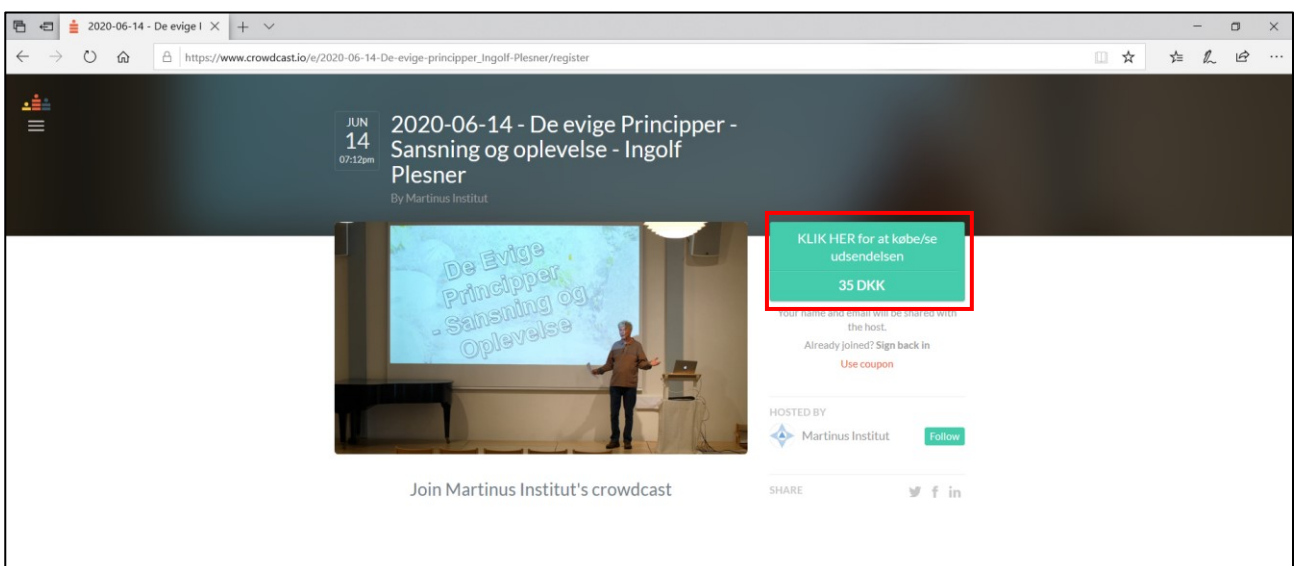 2020-06-14 - De evige l
https://www.crowdcast.io/e/2020-06-14-De-evige-principper_Ingolf-Plesner/register
JUN
14
07:12pm
2020-06-14 - De evige Principper -
Sansning og oplevelse - Ingolf
Plesner
By Martinus Institut
De Evige
Principper
- Sansning og
Oplevelse
KLIK HER for at købe/se
udsendelsen
35 DKK
Your name and email will be shared with
the host.
Already joined? Sign back in
Use coupon
HOSTED BY
Martinus Institut
Follow
Join Martinus Institut's crowdcast
SHARE